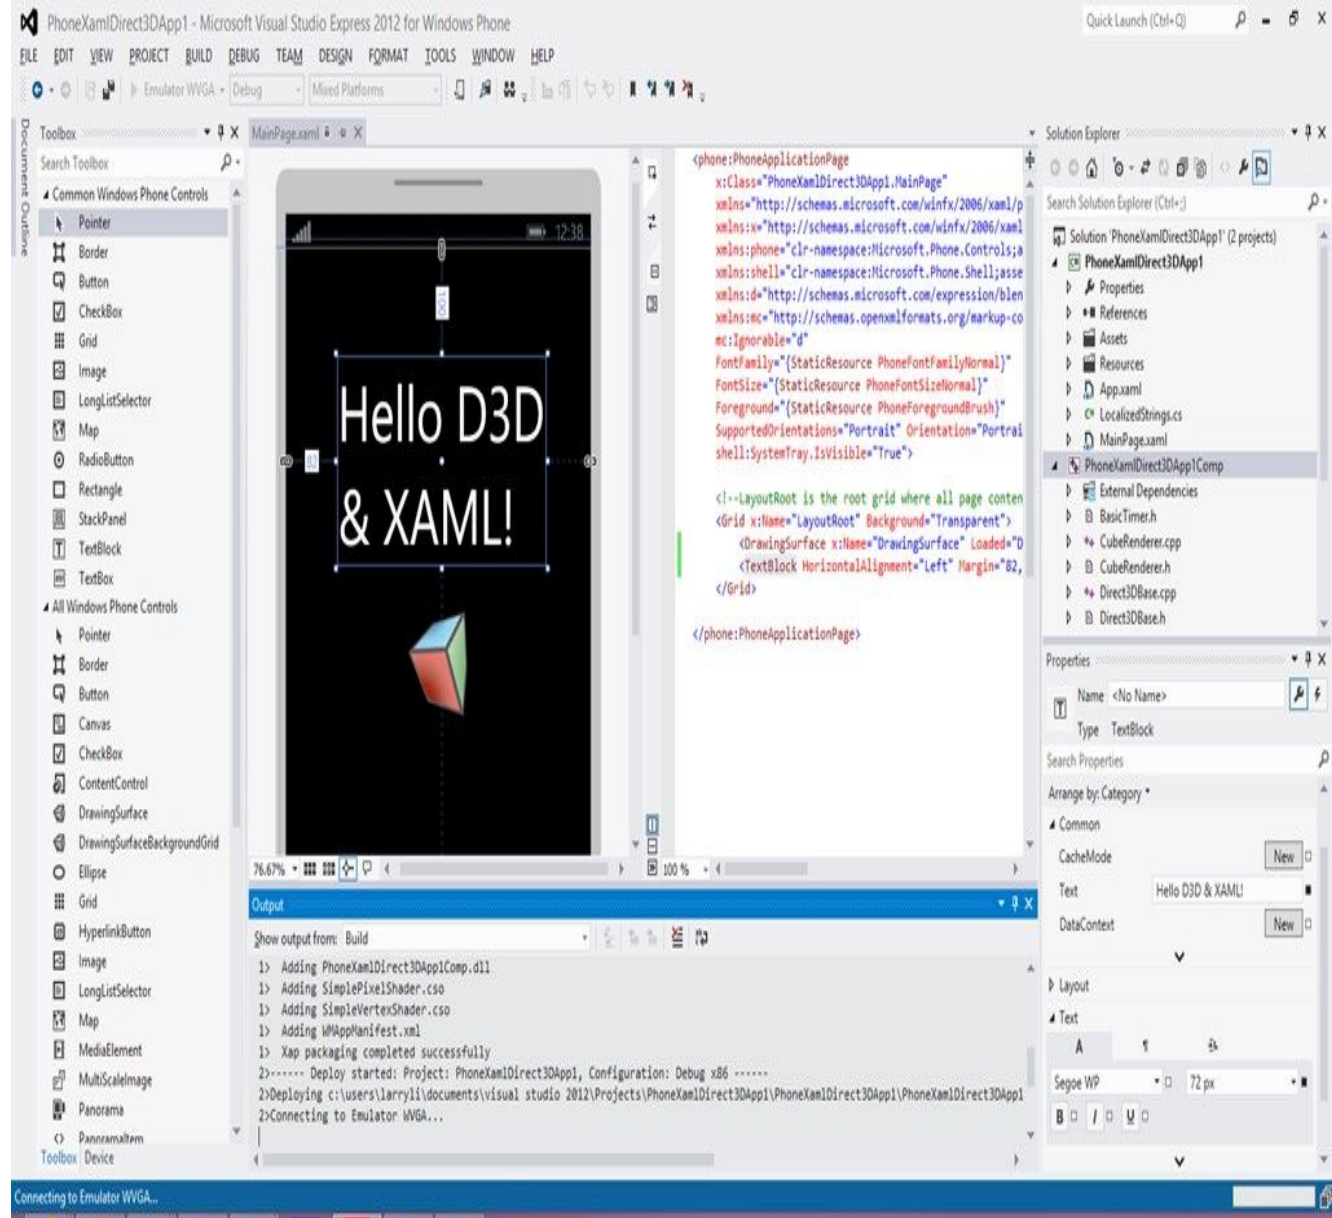 PhoneXamlDirect3DApp1 - Microsoft Visual Studio Express 2012 for Windows Phone
Quick Launch (Ctrl+Q)
FILE EDIT VIEW PROJECT BUILD DEBUG TEAM DESIGN FORMAT TOOLS WINDOW HELP
Emulator WVGA Debug Mixed Platforms
Document Outline
Toolbox
Search Toolbox
Common Windows Phone Controls
Pointer
Border
Button
CheckBox
Grid
Image
LongListSelector
Map
RadioButton
Rectangle
StackPanel
TextBlock
TextBox
All Windows Phone Controls
Pointer
Border
Button
Canvas
CheckBox
ContentControl
DrawingSurface
DrawingSurfaceBackgroundGrid
Ellipse
Grid
HyperlinkButton
Image
LongListSelector
Map
MediaElement
MultiScaleImage
Panorama
PanoramaItem
Toolbox Device
MainPage.xaml
12:38
100
82
Hello D3D
& XAML!
76.67%
<phone:PhoneApplicationPage
x:Class="PhoneXamlDirect3DApp1.MainPage"
xmlns="http://schemas.microsoft.com/winfx/2006/xaml/p
xmlns:x="http://schemas.microsoft.com/winfx/2006/xaml
xmlns:phone="clr-namespace:Microsoft.Phone.Controls;a
xmlns:shell="clr-namespace:Microsoft.Phone.Shell;asse
xmlns:d="http://schemas.microsoft.com/expression/blen
xmlns:mc="http://schemas.openxmlformats.org/markup-co
mc:Ignorable="d"
FontFamily="{StaticResource PhoneFontFamilyNormal}"
FontSize="{StaticResource PhoneFontSizeNormal}"
Foreground="{StaticResource PhoneForegroundBrush}"
SupportedOrientations="Portrait" Orientation="Portrai
shell:SystemTray.IsVisible="True">
<!--LayoutRoot is the root grid where all page conten
<Grid x:Name="LayoutRoot" Background="Transparent">
<DrawingSurface x:Name="DrawingSurface" Loaded="D
<TextBlock HorizontalAlignment="Left" Margin="82,
</Grid>
</phone:PhoneApplicationPage>
100 %
Output
Show output from: Build
1> Adding PhoneXamlDirect3DApp1Comp.dll
1> Adding SimplePixelShader.cso
1> Adding SimpleVertexShader.cso
1> Adding WMAppManifest.xml
1> Xap packaging completed successfully
2>------ Deploy started: Project: PhoneXamlDirect3DApp1, Configuration: Debug x86 ------
2>Deploying c:\users\larryli\documents\visual studio 2012\Projects\PhoneXamlDirect3DApp1\PhoneXamlDirect3DApp1\PhoneXamlDirect3DApp1
2>Connecting to Emulator WVGA...
Solution Explorer
Search Solution Explorer (Ctrl+;)
Solution 'PhoneXamlDirect3DApp1' (2 projects)
PhoneXamlDirect3DApp1
Properties
References
Assets
Resources
App.xaml
LocalizedStrings.cs
MainPage.xaml
PhoneXamlDirect3DApp1Comp
External Dependencies
BasicTimer.h
CubeRenderer.cpp
CubeRenderer.h
Direct3DBase.cpp
Direct3DBase.h
Properties
Name <No Name>
Type TextBlock
Search Properties
Arrange by: Category
Common
CacheMode New
Text Hello D3D & XAML!
DataContext New
Layout
Text
A ¶
Segoe WP 72 px
B I U
Connecting to Emulator WVGA...